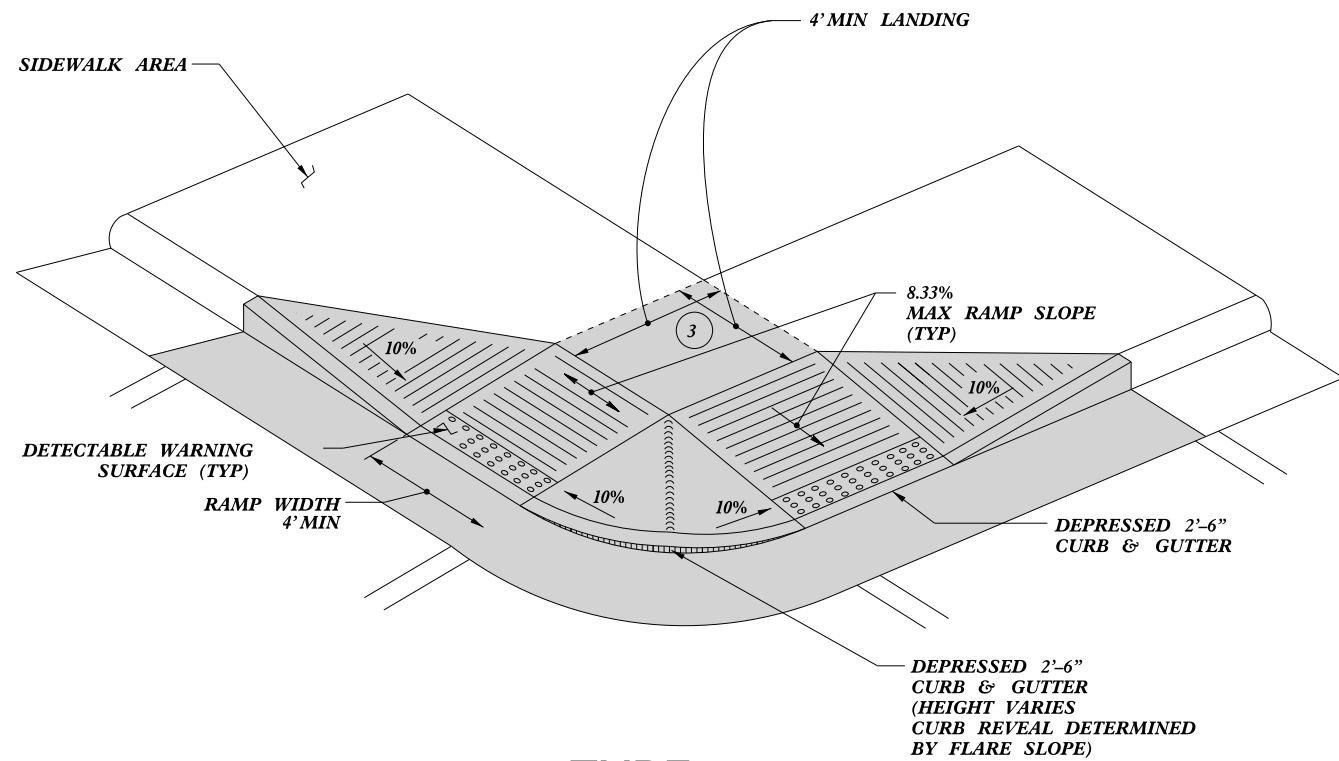 4' MIN LANDING
SIDEWALK AREA
8.33%
MAX RAMP SLOPE
(TYP)
3
10%
10%
DETECTABLE WARNING
SURFACE (TYP)
RAMP WIDTH
4' MIN
10%
10%
DEPRESSED 2'–6"
CURB & GUTTER
DEPRESSED 2'–6"
CURB & GUTTER
(HEIGHT VARIES
CURB REVEAL DETERMINED
BY FLARE SLOPE)